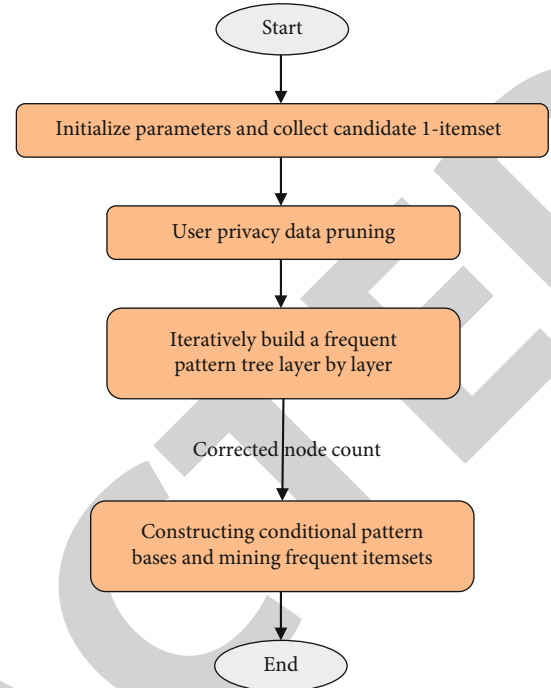 Start
Initialize parameters and collect candidate 1-itemset
User privacy data pruning
Iteratively build a frequent
pattern tree layer by layer
Corrected node count
Constructing conditional pattern
bases and mining frequent itemsets
End